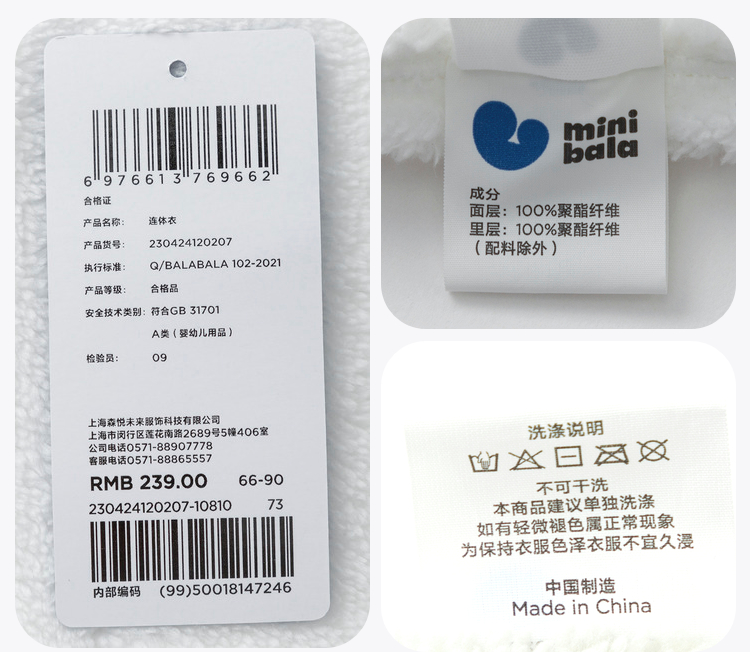 6 976613 769662
合格证
产品名称： 连体衣
产品货号： 230424120207
执行标准： Q/BALABALA 102-2021
产品等级： 合格品
安全技术类别：符合GB 31701
A类（婴幼儿用品）
检验员： 09
上海森悦未来服饰科技有限公司
上海市闵行区莲花南路2689号5幢406室
公司电话0571-88907778
客服电话0571-88865557
RMB 239.00 66-90
230424120207-10810 73
内部编码 (99)50018147246
mini
bala
成分
面层：100%聚酯纤维
里层：100%聚酯纤维
（配料除外）
洗涤说明
不可干洗
本商品建议单独洗涤
如有轻微褪色属正常现象
为保持衣服色泽衣服不宜久浸
中国制造
Made in China